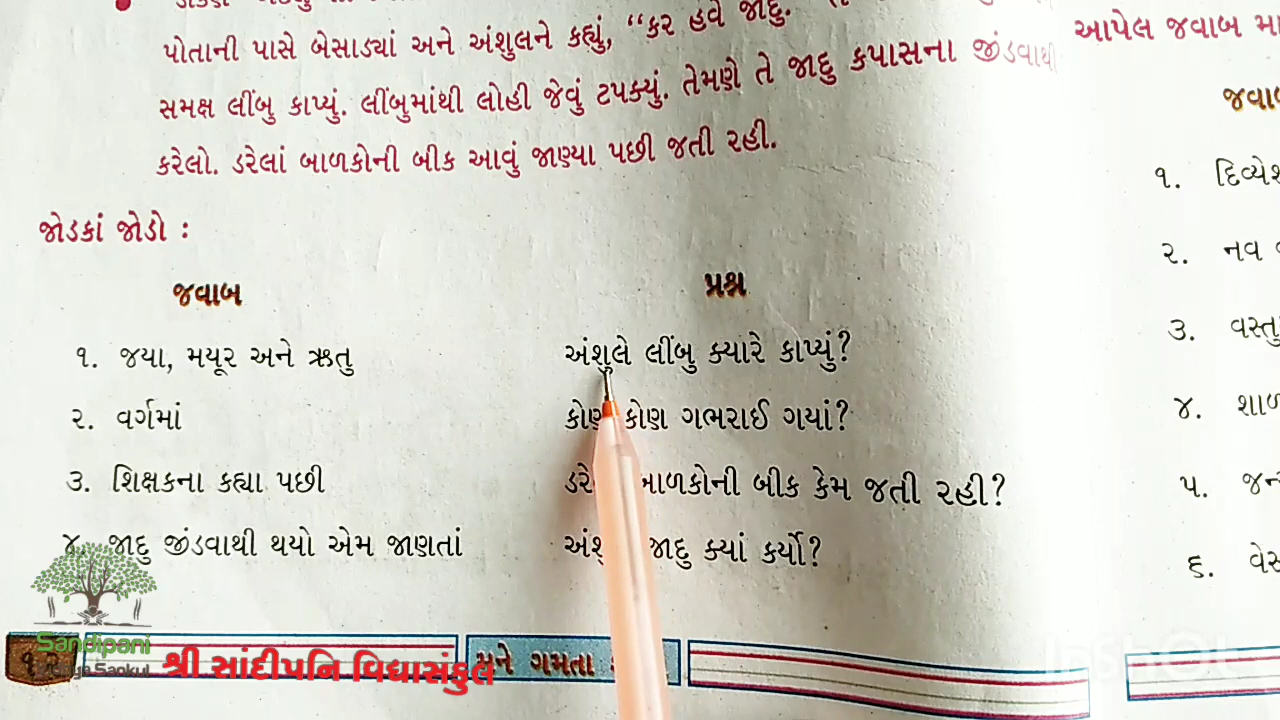 પોતાની પાસે બેસાડ્યાં અને અંશુલને કહ્યું, “કર હવે જાદુ.
સમક્ષ લીંબુ કાપ્યું. લીંબુમાંથી લોહી જેવું ટપક્યું. તેમણે તે જાદુ કપાસના જીંડવાથી
કરેલો. ડરેલાં બાળકોની બીક આવું જાણ્યા પછી જતી રહી.
જોડકાં જોડો :
જવાબ પ્રશ્ન
૧. જયા, મયૂર અને ઋતુ અંશુલે લીંબુ ક્યારે કાપ્યું?
૨. વર્ગમાં કોણ કોણ ગભરાઈ ગયાં?
૩. શિક્ષકના કહ્યા પછી બાળકોની બીક કેમ જતી રહી?
૪. જાદુ જીંડવાથી થયો એમ જાણતાં જાદુ ક્યાં કર્યો?
આપેલ જવાબ
૧.
૨. નવ
૩.
૪.
૫.
૬.
Sandipani
Sankul
શ્રી સાંદીપનિ વિદ્યાસંકુલ
ગમતા